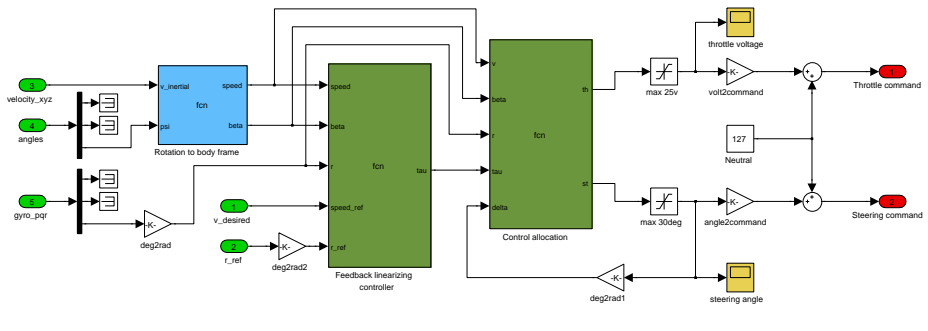 throttle voltage
3
velocity_xyz
v_inertial
speed
fcn
psi
beta
Rotation to body frame
4
angles
5
gyro_pqr
-K-
deg2rad
1
v_desired
2
r_ref
-K-
deg2rad2
speed
beta
r
fcn
tau
speed_ref
r_ref
Feedback linearizing
controller
v
beta
th
r
fcn
tau
st
delta
Control allocation
max 25v
-K-
volt2command
++
1
Throttle command
127
Neutral
max 30deg
-K-
angle2command
++
2
Steering command
-K-
deg2rad1
steering angle